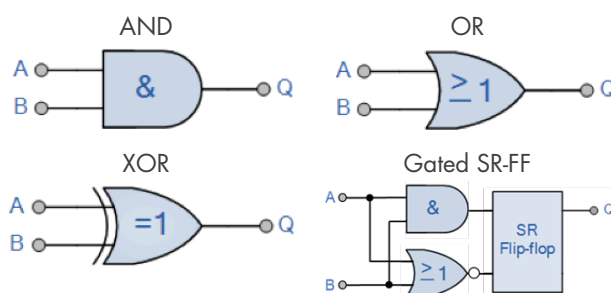 AND
A
&
Q
B
OR
A
≥ 1
Q
B
XOR
A
=1
Q
B
Gated SR-FF
A
&
Q
SR
Flip-flop
≥ 1
B